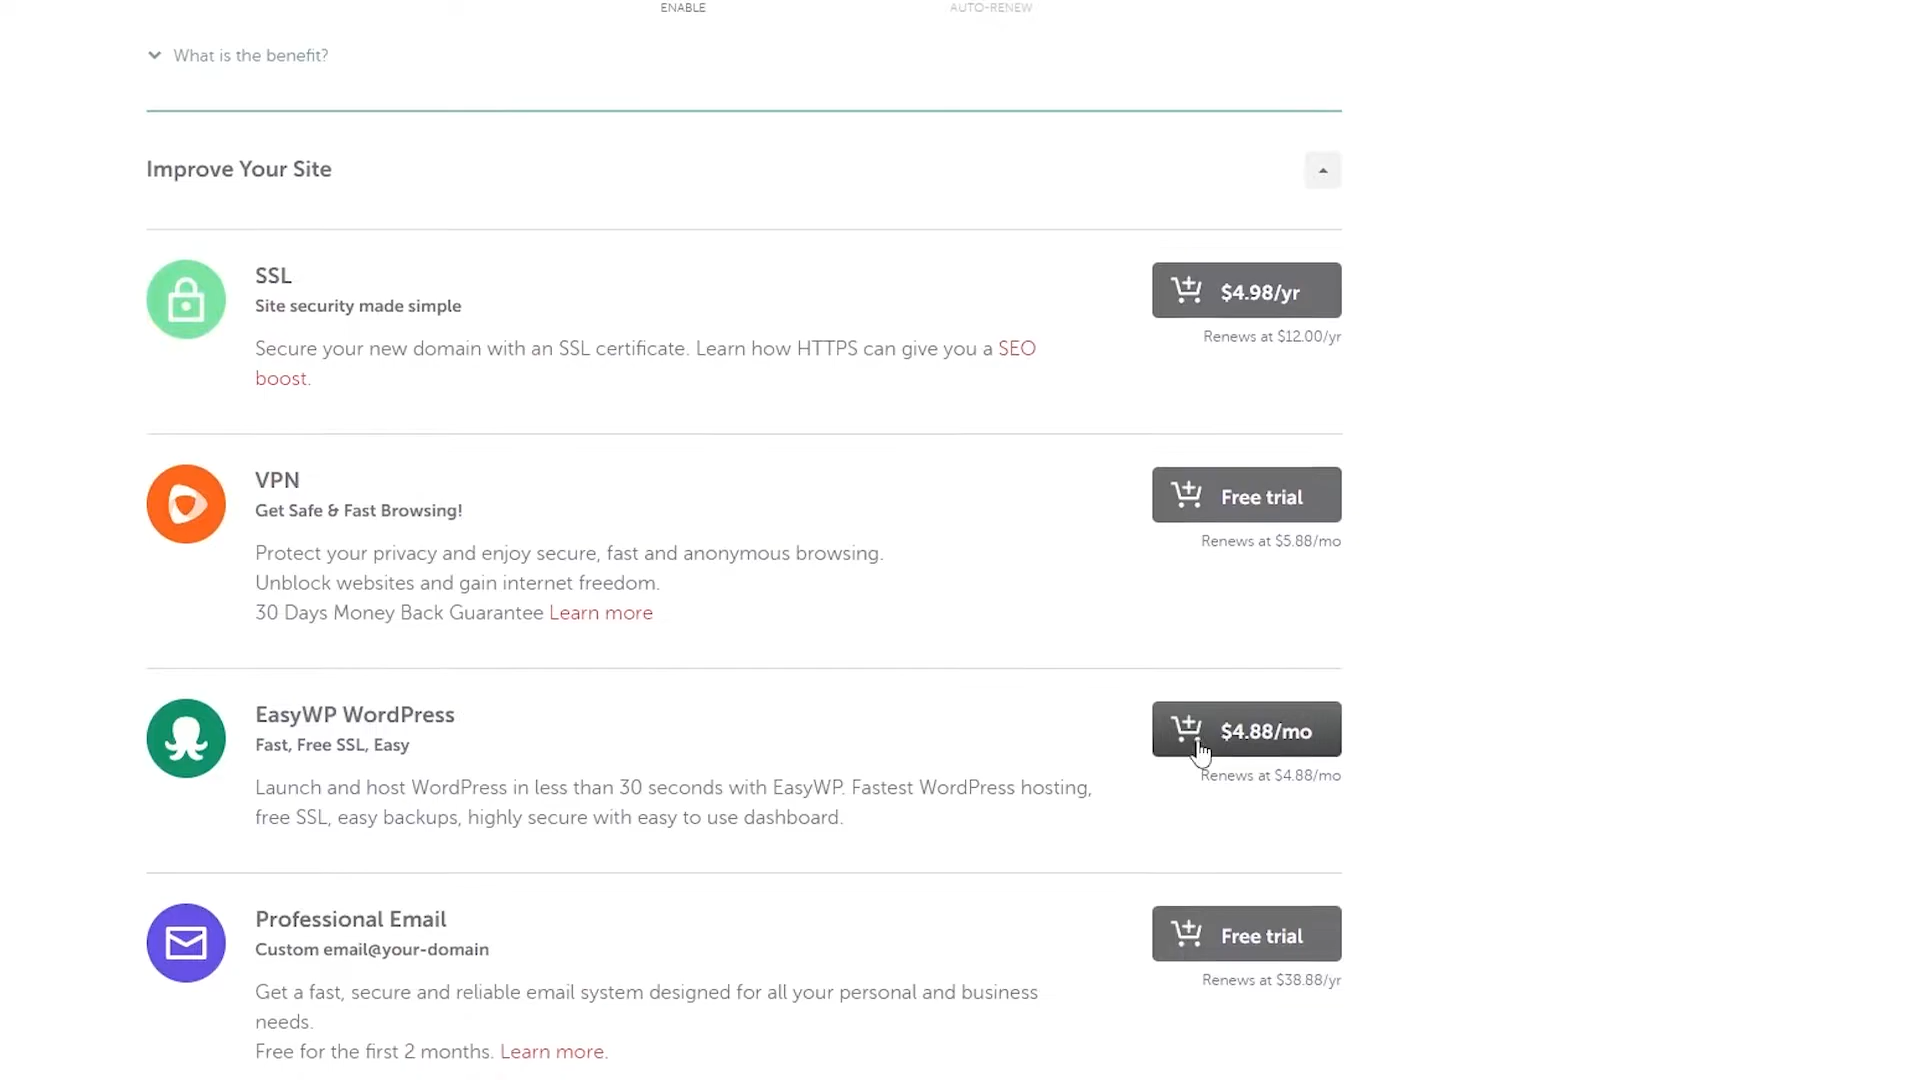 ENABLE
AUTO-RENEW
What is the benefit?
Improve Your Site
SSL
Site security made simple
Secure your new domain with an SSL certificate. Learn how HTTPS can give you a SEO
boost.
$4.98/yr
Renews at $12.00/yr
VPN
Get Safe & Fast Browsing!
Protect your privacy and enjoy secure, fast and anonymous browsing.
Unblock websites and gain internet freedom.
30 Days Money Back Guarantee Learn more
Free trial
Renews at $5.88/mo
EasyWP WordPress
Fast, Free SSL, Easy
Launch and host WordPress in less than 30 seconds with EasyWP. Fastest WordPress hosting,
free SSL, easy backups, highly secure with easy to use dashboard.
$4.88/mo
Renews at $4.88/mo
Professional Email
Custom email@your-domain
Get a fast, secure and reliable email system designed for all your personal and business
needs.
Free for the first 2 months. Learn more.
Free trial
Renews at $38.88/yr